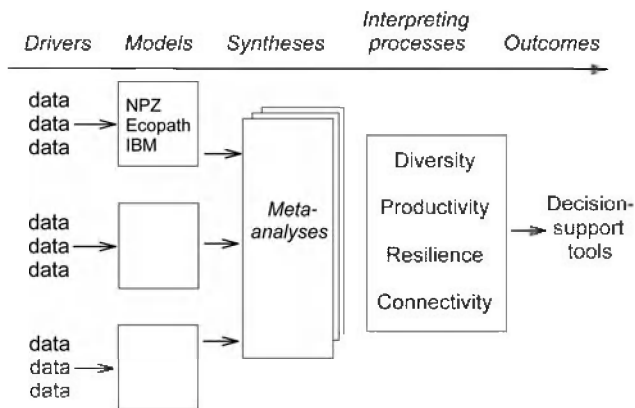 Drivers Models Syntheses Interpreting processes Outcomes
data
data
data
NPZ
Ecopath
IBM
data
data
data
data
data
data
Meta-
analyses
Diversity
Productivity
Resilience
Connectivity
Decision-
support
tools